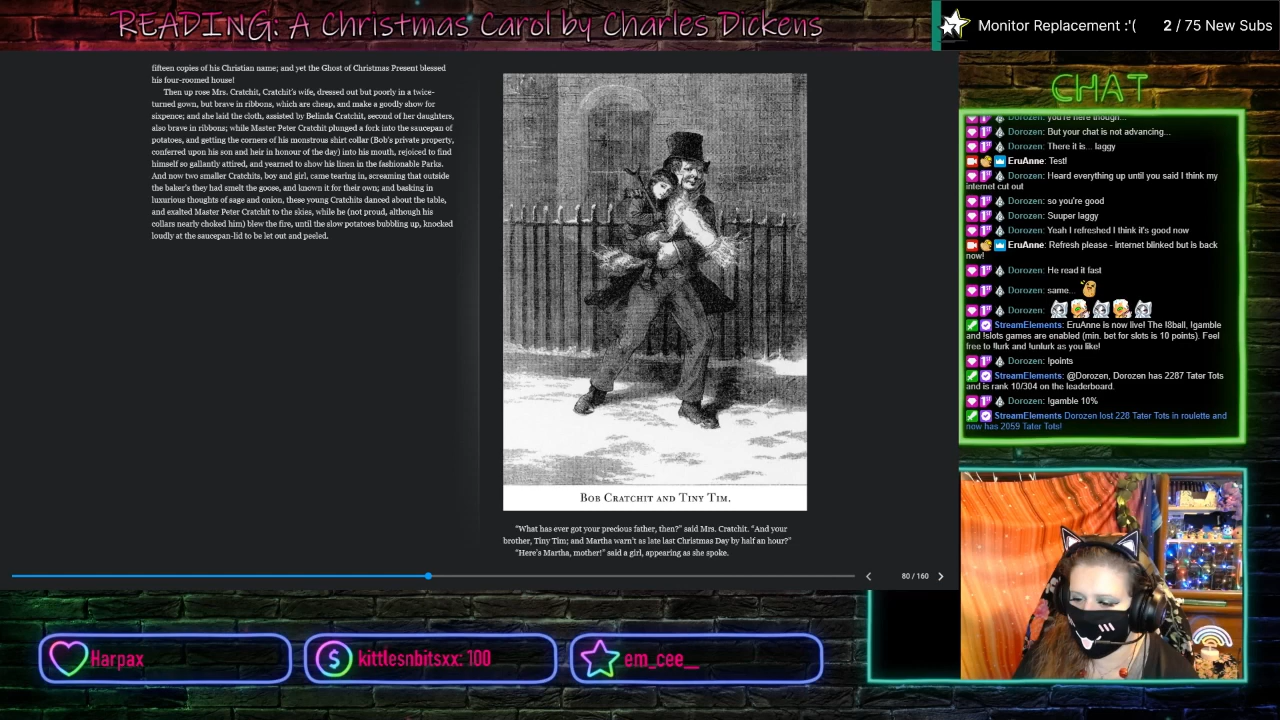 READING: A Christmas Carol by Charles Dickens
Monitor Replacement :'( 2 / 75 New Subs
fifteen copies of his Christian name; and yet the Ghost of Christmas Present blessed
his four-roomed house!
Then up rose Mrs. Cratchit, Cratchit's wife, dressed out but poorly in a twice-
turned gown, but brave in ribbons, which are cheap, and make a goodly show for
sixpence; and she laid the cloth, assisted by Belinda Cratchit, second of her daughters,
also brave in ribbons; while Master Peter Cratchit plunged a fork into the saucepan of
potatoes, and getting the corners of his monstrous shirt collar (Bob's private property,
conferred upon his son and heir in honour of the day) into his mouth, rejoiced to find
himself so gallantly attired, and yearned to show his linen in the fashionable Parks.
And now two smaller Cratchits, boy and girl, came tearing in, screaming that outside
the baker's they had smelt the goose, and known it for their own; and basking in
luxurious thoughts of sage and onion, these young Cratchits danced about the table,
and exalted Master Peter Cratchit to the skies, while he (not proud, although his
collars nearly choked him) blew the fire, until the slow potatoes bubbling up, knocked
loudly at the saucepan-lid to be let out and peeled.
BOB CRATCHIT AND TINY TIM.
“What has ever got your precious father, then?” said Mrs. Cratchit. “And your
brother, Tiny Tim; and Martha warn't as late last Christmas Day by half an hour?”
“Here's Martha, mother!” said a girl, appearing as she spoke.
80 / 160
CHAT
Dorozen: you're here though...
Dorozen: But your chat is not advancing...
Dorozen: There it is... laggy
EruAnne: Test!
Dorozen: Heard everything up until you said I think my
internet cut out
Dorozen: so you're good
Dorozen: Suuper laggy
Dorozen: Yeah I refreshed I think it's good now
EruAnne: Refresh please - internet blinked but is back
now!
Dorozen: He read it fast
Dorozen: same...
Dorozen:
StreamElements: EruAnne is now live! The !8ball, !gamble
and !slots games are enabled (min. bet for slots is 10 points). Feel
free to !lurk and !unlurk as you like!
Dorozen: !points
StreamElements: @Dorozen, Dorozen has 2287 Tater Tots
and is rank 10/304 on the leaderboard.
Dorozen: !gamble 10%
StreamElements Dorozen lost 228 Tater Tots in roulette and
now has 2059 Tater Tots!
Harpax
kittlesnbitsxx: 100
em_cee__